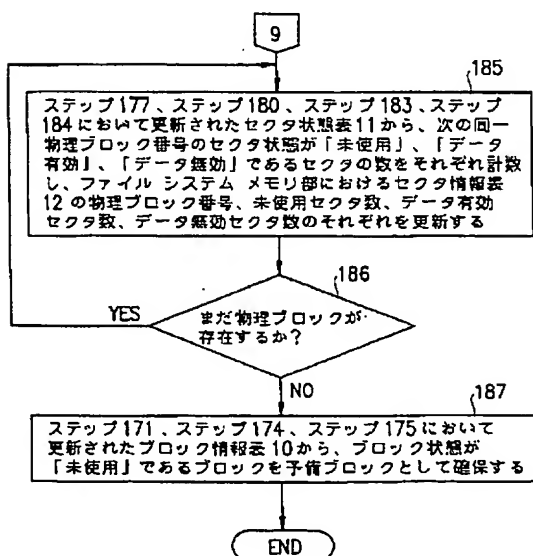 9
185
ステップ177、ステップ180、ステップ183、ステップ
184において更新されたセクタ状態表11から、次の同一
物理ブロック番号のセクタ状態が「未使用」、「データ
有効」、「データ無効」であるセクタの数をそれぞれ計数
し、ファイル システム メモリ部におけるセクタ情報表
12の物理ブロック番号、未使用セクタ数、データ有効
セクタ数、データ無効セクタ数のそれぞれを更新する
186
YES
まだ物理ブロックが
存在するか?
NO
187
ステップ171、ステップ174、ステップ175において
更新されたブロック情報表10から、ブロック状態が
「未使用」であるブロックを予備ブロックとして確保する
END